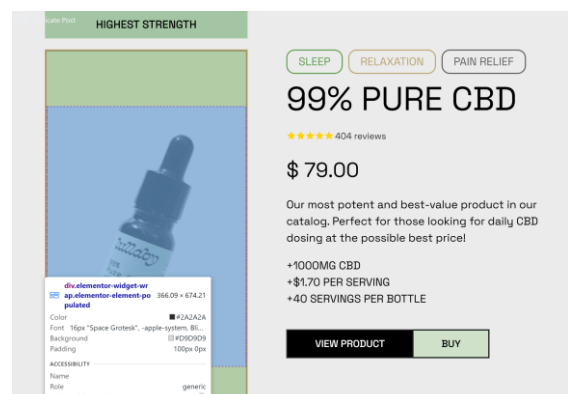 icate Post
HIGHEST STRENGTH
SLEEP
RELAXATION
PAIN RELIEF
99% PURE CBD
404 reviews
$ 79.00
Our most potent and best-value product in our
catalog. Perfect for those looking for daily CBD
dosing at the possible best price!
+1000MG CBD
+$1.70 PER SERVING
+40 SERVINGS PER BOTTLE
VIEW PRODUCT
BUY
div.elementor-widget-wr
ap.elementor-element-po
pulated
366.09 × 674.21
Color
#2A2A2A
Font
16px "Space Grotesk", -apple-system, Bli...
Background
#D9D9D9
Padding
100px 0px
ACCESSIBILITY
Name
Role
generic